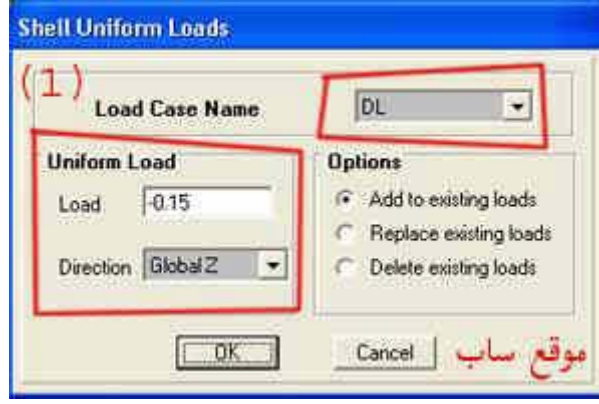 Shell Uniform Loads
(1)
Load Case Name DL
Uniform Load
Load -0.15
Direction Global Z
Options
Add to existing loads
Replace existing loads
Delete existing loads
OK Cancel
موقع ساب